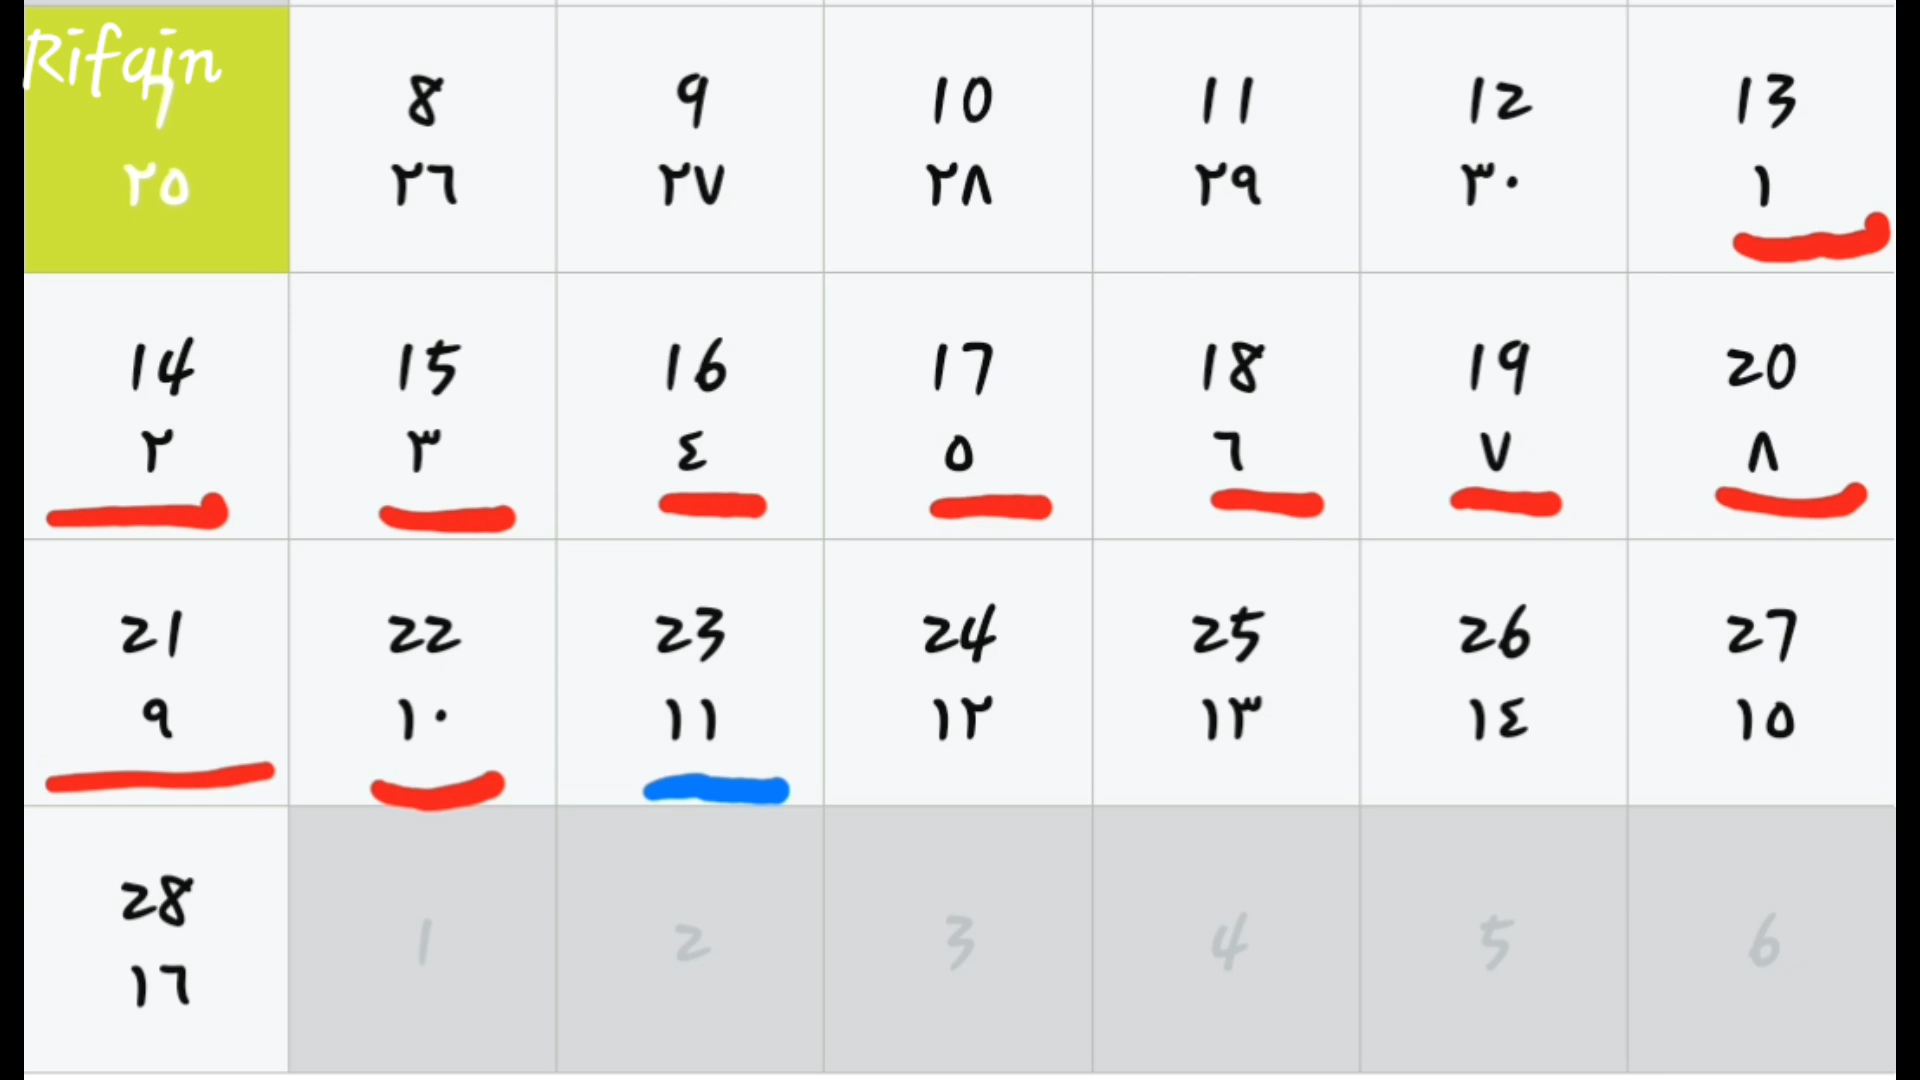 Rifqin
7 8 9 10 11 12 13
٢٥ ٢٦ ٢٧ ٢٨ ٢٩ ٣٠ ١
14 15 16 17 18 19 20
٢ ٣ ٤ ٥ ٦ ٧ ٨
21 22 23 24 25 26 27
٩ ١٠ ١١ ١٢ ١٣ ١٤ ١٥
28
1 2 3 4 5 6
١٦